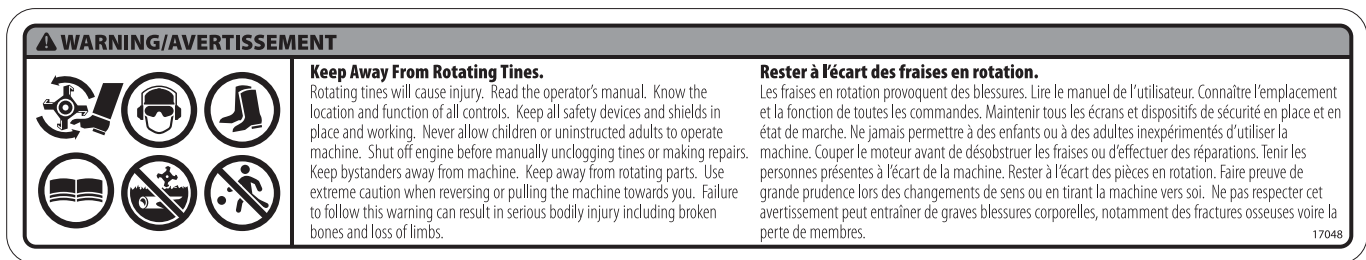 WARNING/AVERTISSEMENT
Keep Away From Rotating Tines.
Rotating tines will cause injury. Read the operator's manual. Know the
location and function of all controls. Keep all safety devices and shields in
place and working. Never allow children or uninstructed adults to operate
machine. Shut off engine before manually unclogging tines or making repairs.
Keep bystanders away from machine. Keep away from rotating parts. Use
extreme caution when reversing or pulling the machine towards you. Failure
to follow this warning can result in serious bodily injury including broken
bones and loss of limbs.
Rester à l'écart des fraises en rotation.
Les fraises en rotation provoquent des blessures. Lire le manuel de l'utilisateur. Connaître l'emplacement
et la fonction de toutes les commandes. Maintenir tous les écrans et dispositifs de sécurité en place et en
état de marche. Ne jamais permettre à des enfants ou à des adultes inexpérimentés d'utiliser la
machine. Couper le moteur avant de désobstruer les fraises ou d'effectuer des réparations. Tenir les
personnes présentes à l'écart de la machine. Rester à l'écart des pièces en rotation. Faire preuve de
grande prudence lors des changements de sens ou en tirant la machine vers soi. Ne pas respecter cet
avertissement peut entraîner de graves blessures corporelles, notamment des fractures osseuses voire la
perte de membres.
17048